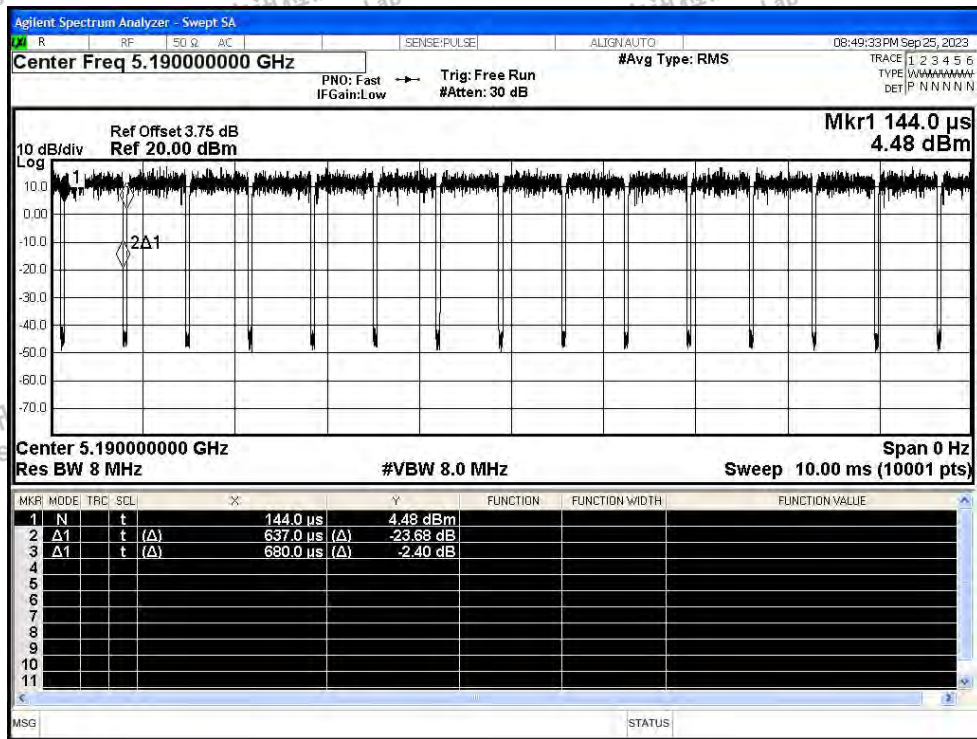 Agilent Spectrum Analyzer - Swept SA
LXI R RF 50 Ω AC SENSE:PULSE ALIGN AUTO 08:49:33 PM Sep 25, 2023
Center Freq 5.190000000 GHz #Avg Type: RMS TRACE 1 2 3 4 5 6
PNO: Fast Trig: Free Run TYPE WWWWWW
IFGain:Low #Atten: 30 dB DET P N N N N N
Mkr1 144.0 µs
Ref Offset 3.75 dB
10 dB/div Ref 20.00 dBm 4.48 dBm
Log
10.0 1
0.00
-10.0 2Δ1
-20.0
-30.0
-40.0
-50.0
-60.0
-70.0
Center 5.190000000 GHz Span 0 Hz
Res BW 8 MHz #VBW 8.0 MHz Sweep 10.00 ms (10001 pts)
MKR MODE TRC SCL X Y FUNCTION FUNCTION WIDTH FUNCTION VALUE
1 N t 144.0 µs 4.48 dBm
2 Δ1 t (Δ) 637.0 µs (Δ) -23.68 dB
3 Δ1 t (Δ) 680.0 µs (Δ) -2.40 dB
4
5
6
7
8
9
10
11
MSG STATUS